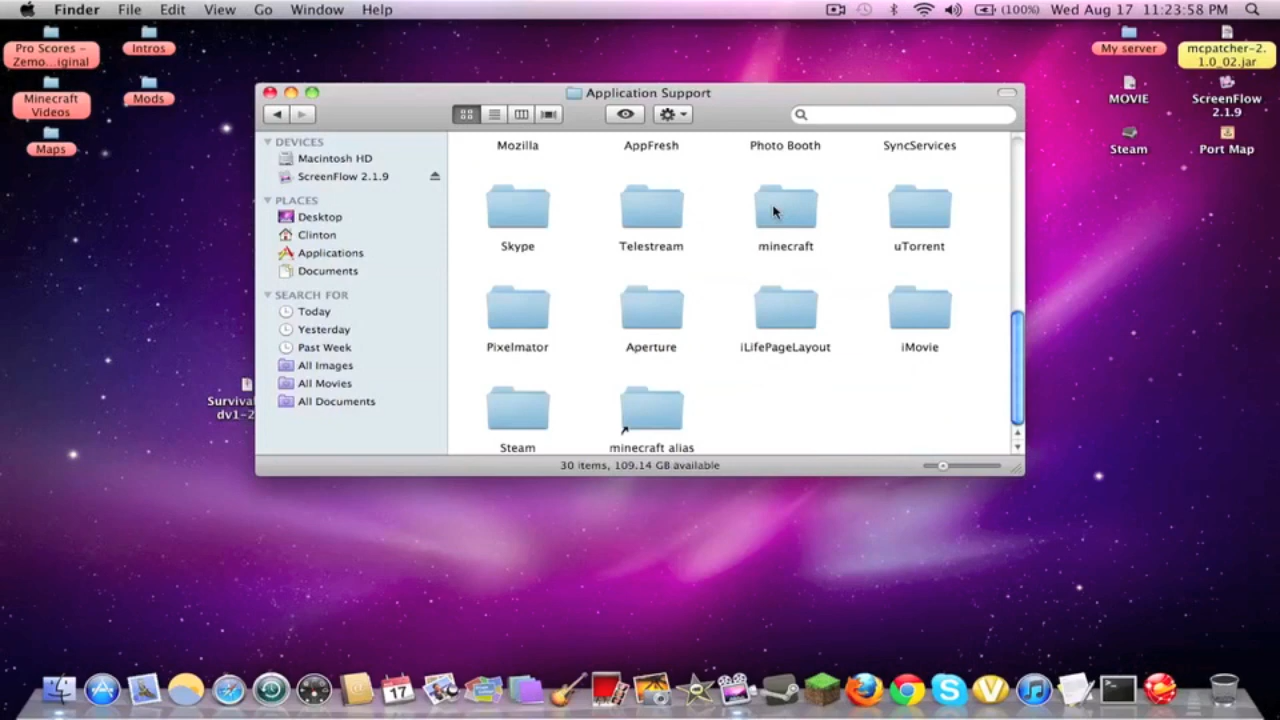 Finder File Edit View Go Window Help
(100%) Wed Aug 17 11:23:58 PM
Pro Scores –
Zemo...iginal
Intros
Minecraft
Videos
Mods
Maps
My server
mcpatcher-2.
1.0_02.jar
MOVIE
ScreenFlow
2.1.9
Steam
Port Map
Surviva
dv1-2
Application Support
DEVICES
Macintosh HD
ScreenFlow 2.1.9
PLACES
Desktop
Clinton
Applications
Documents
SEARCH FOR
Today
Yesterday
Past Week
All Images
All Movies
All Documents
Mozilla AppFresh Photo Booth SyncServices
Skype Telestream minecraft uTorrent
Pixelmator Aperture iLifePageLayout iMovie
Steam minecraft alias
30 items, 109.14 GB available
17